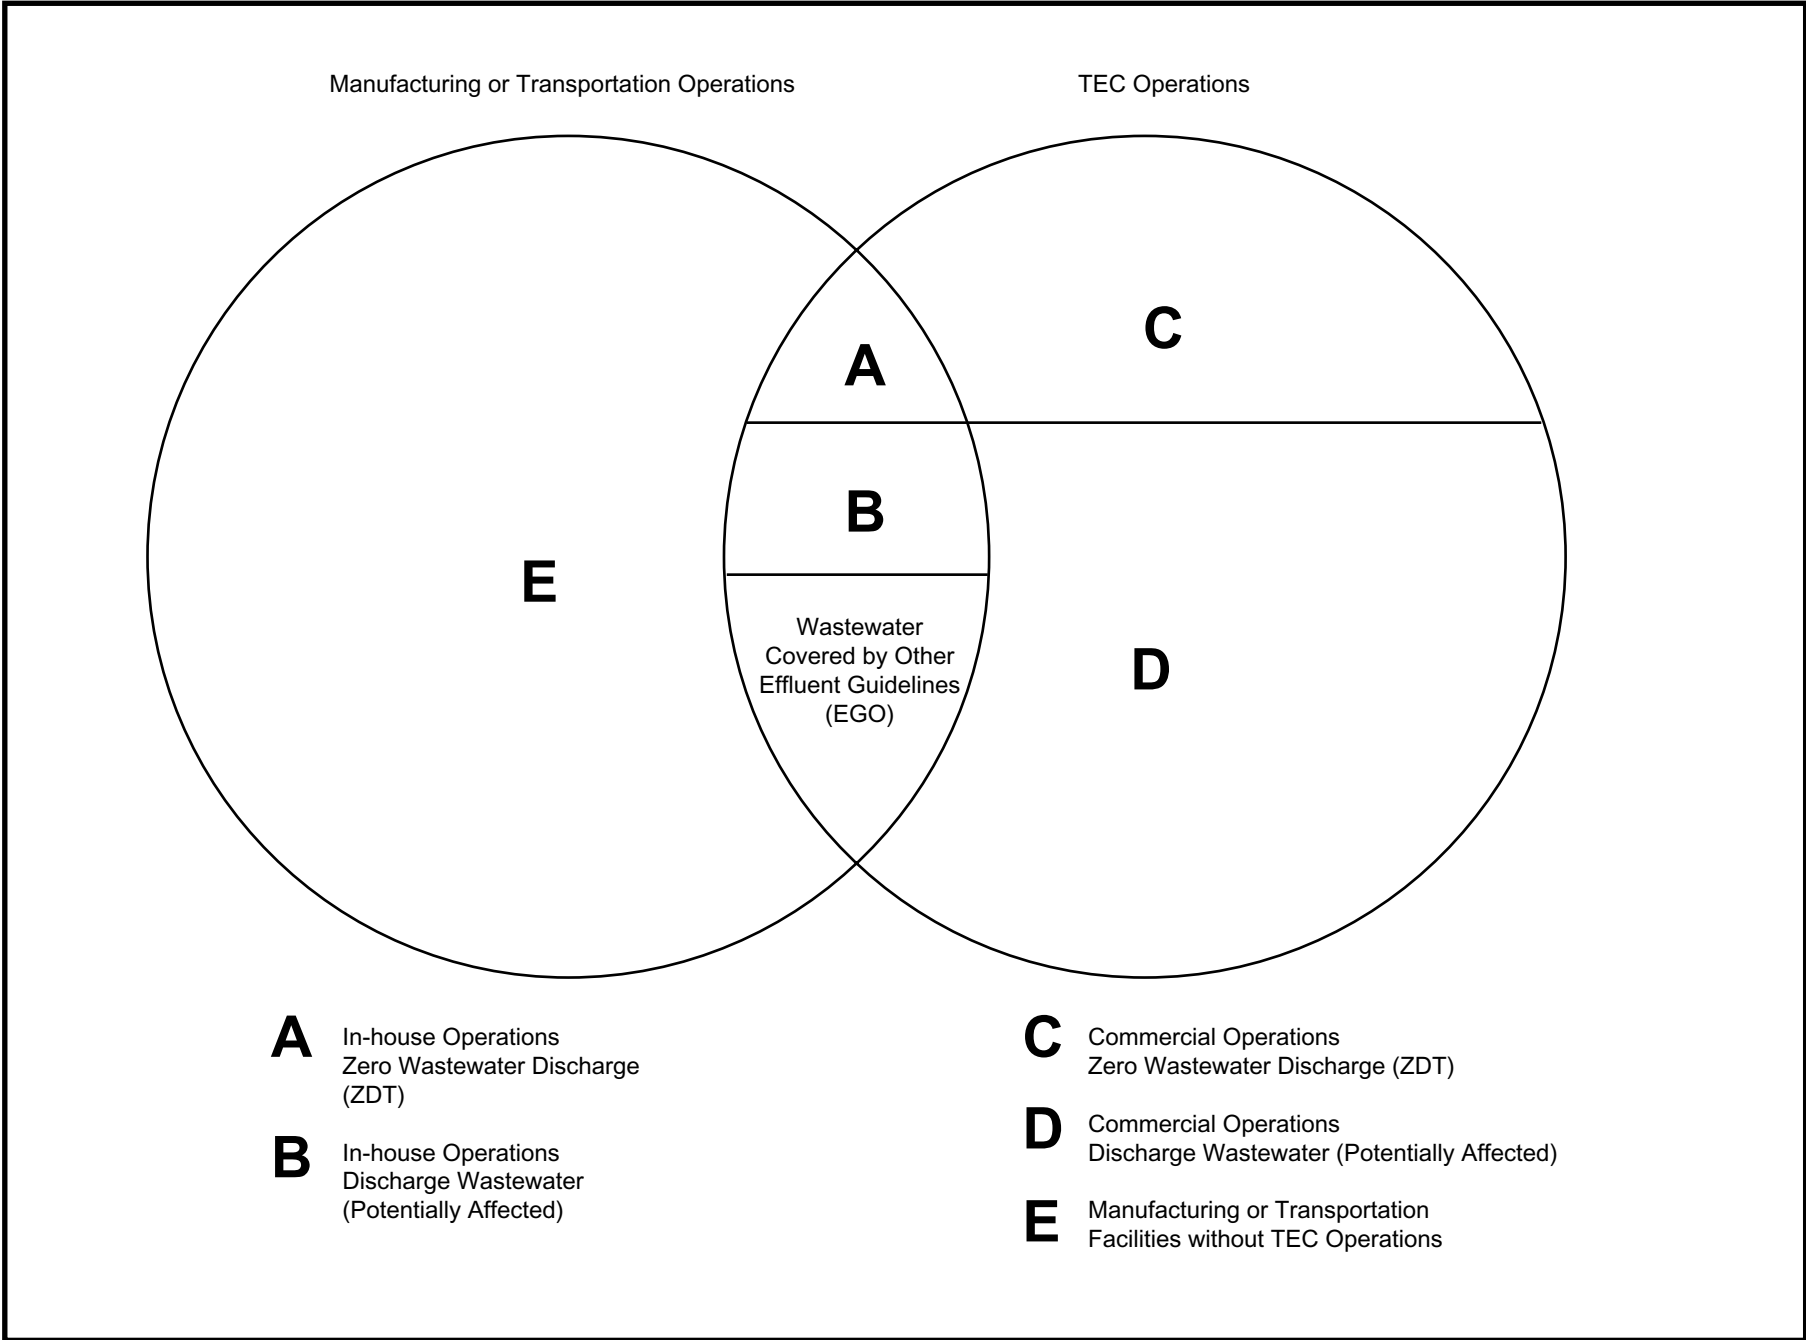 Manufacturing or Transportation Operations
TEC Operations
C
A
B
E
Wastewater
Covered by Other
Effluent Guidelines
(EGO)
D
A
In-house Operations
Zero Wastewater Discharge
(ZDT)
B
In-house Operations
Discharge Wastewater
(Potentially Affected)
C
Commercial Operations
Zero Wastewater Discharge (ZDT)
D
Commercial Operations
Discharge Wastewater (Potentially Affected)
E
Manufacturing or Transportation
Facilities without TEC Operations